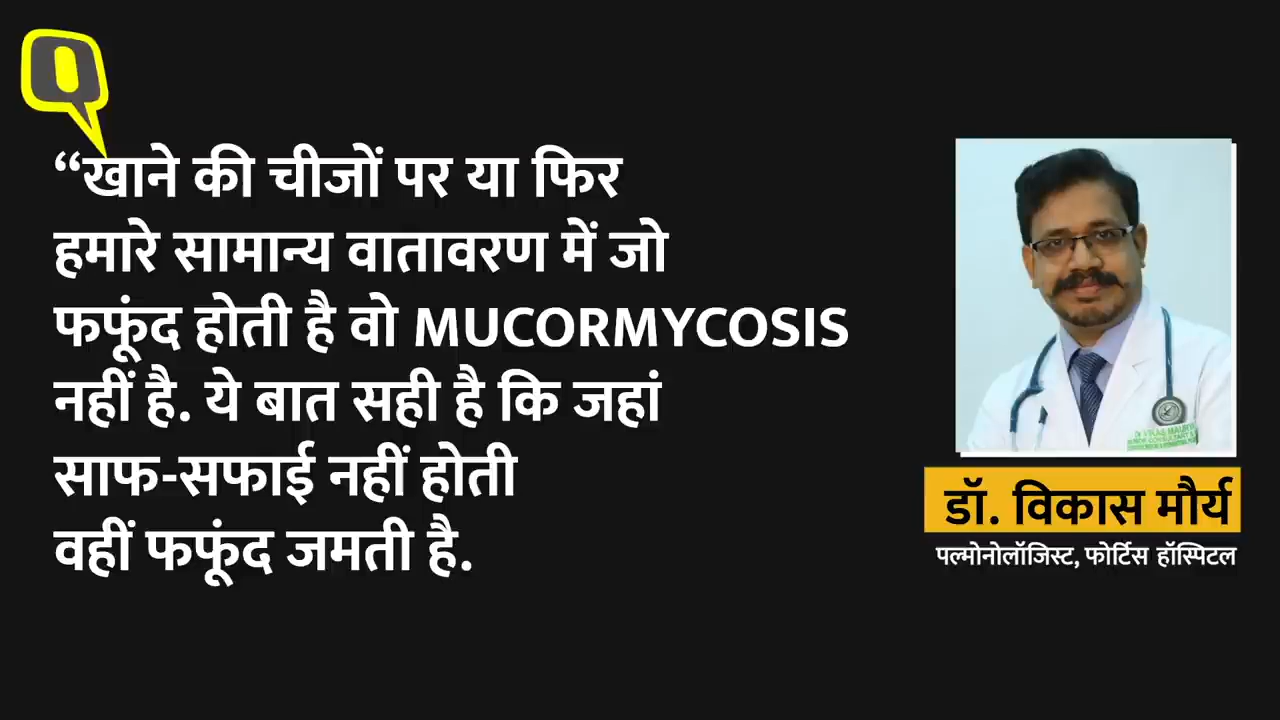 “खाने की चीजों पर या फिर
हमारे सामान्य वातावरण में जो
फफूंद होती है वो MUCORMYCOSIS
नहीं है. ये बात सही है कि जहां
साफ-सफाई नहीं होती
वहीं फफूंद जमती है.
डॉ. विकास मौर्य
पल्मोनोलॉजिस्ट, फोर्टिस हॉस्पिटल